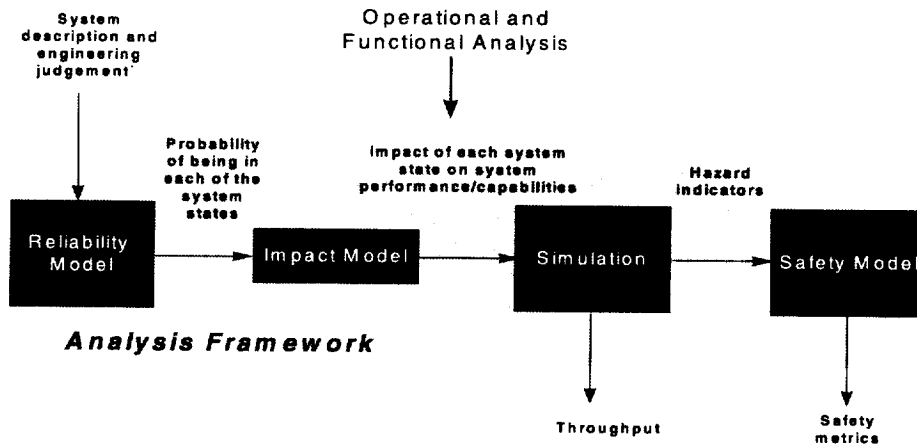 System
description and
engineering
judgement
Operational and
Functional Analysis
Probability
of being in
each of the
system
states
Impact of each system
state on system
performance/capabilities
Hazard
indicators
Reliability
Model
Impact Model
Simulation
Safety Model
Analysis Framework
Throughput
Safety
metrics